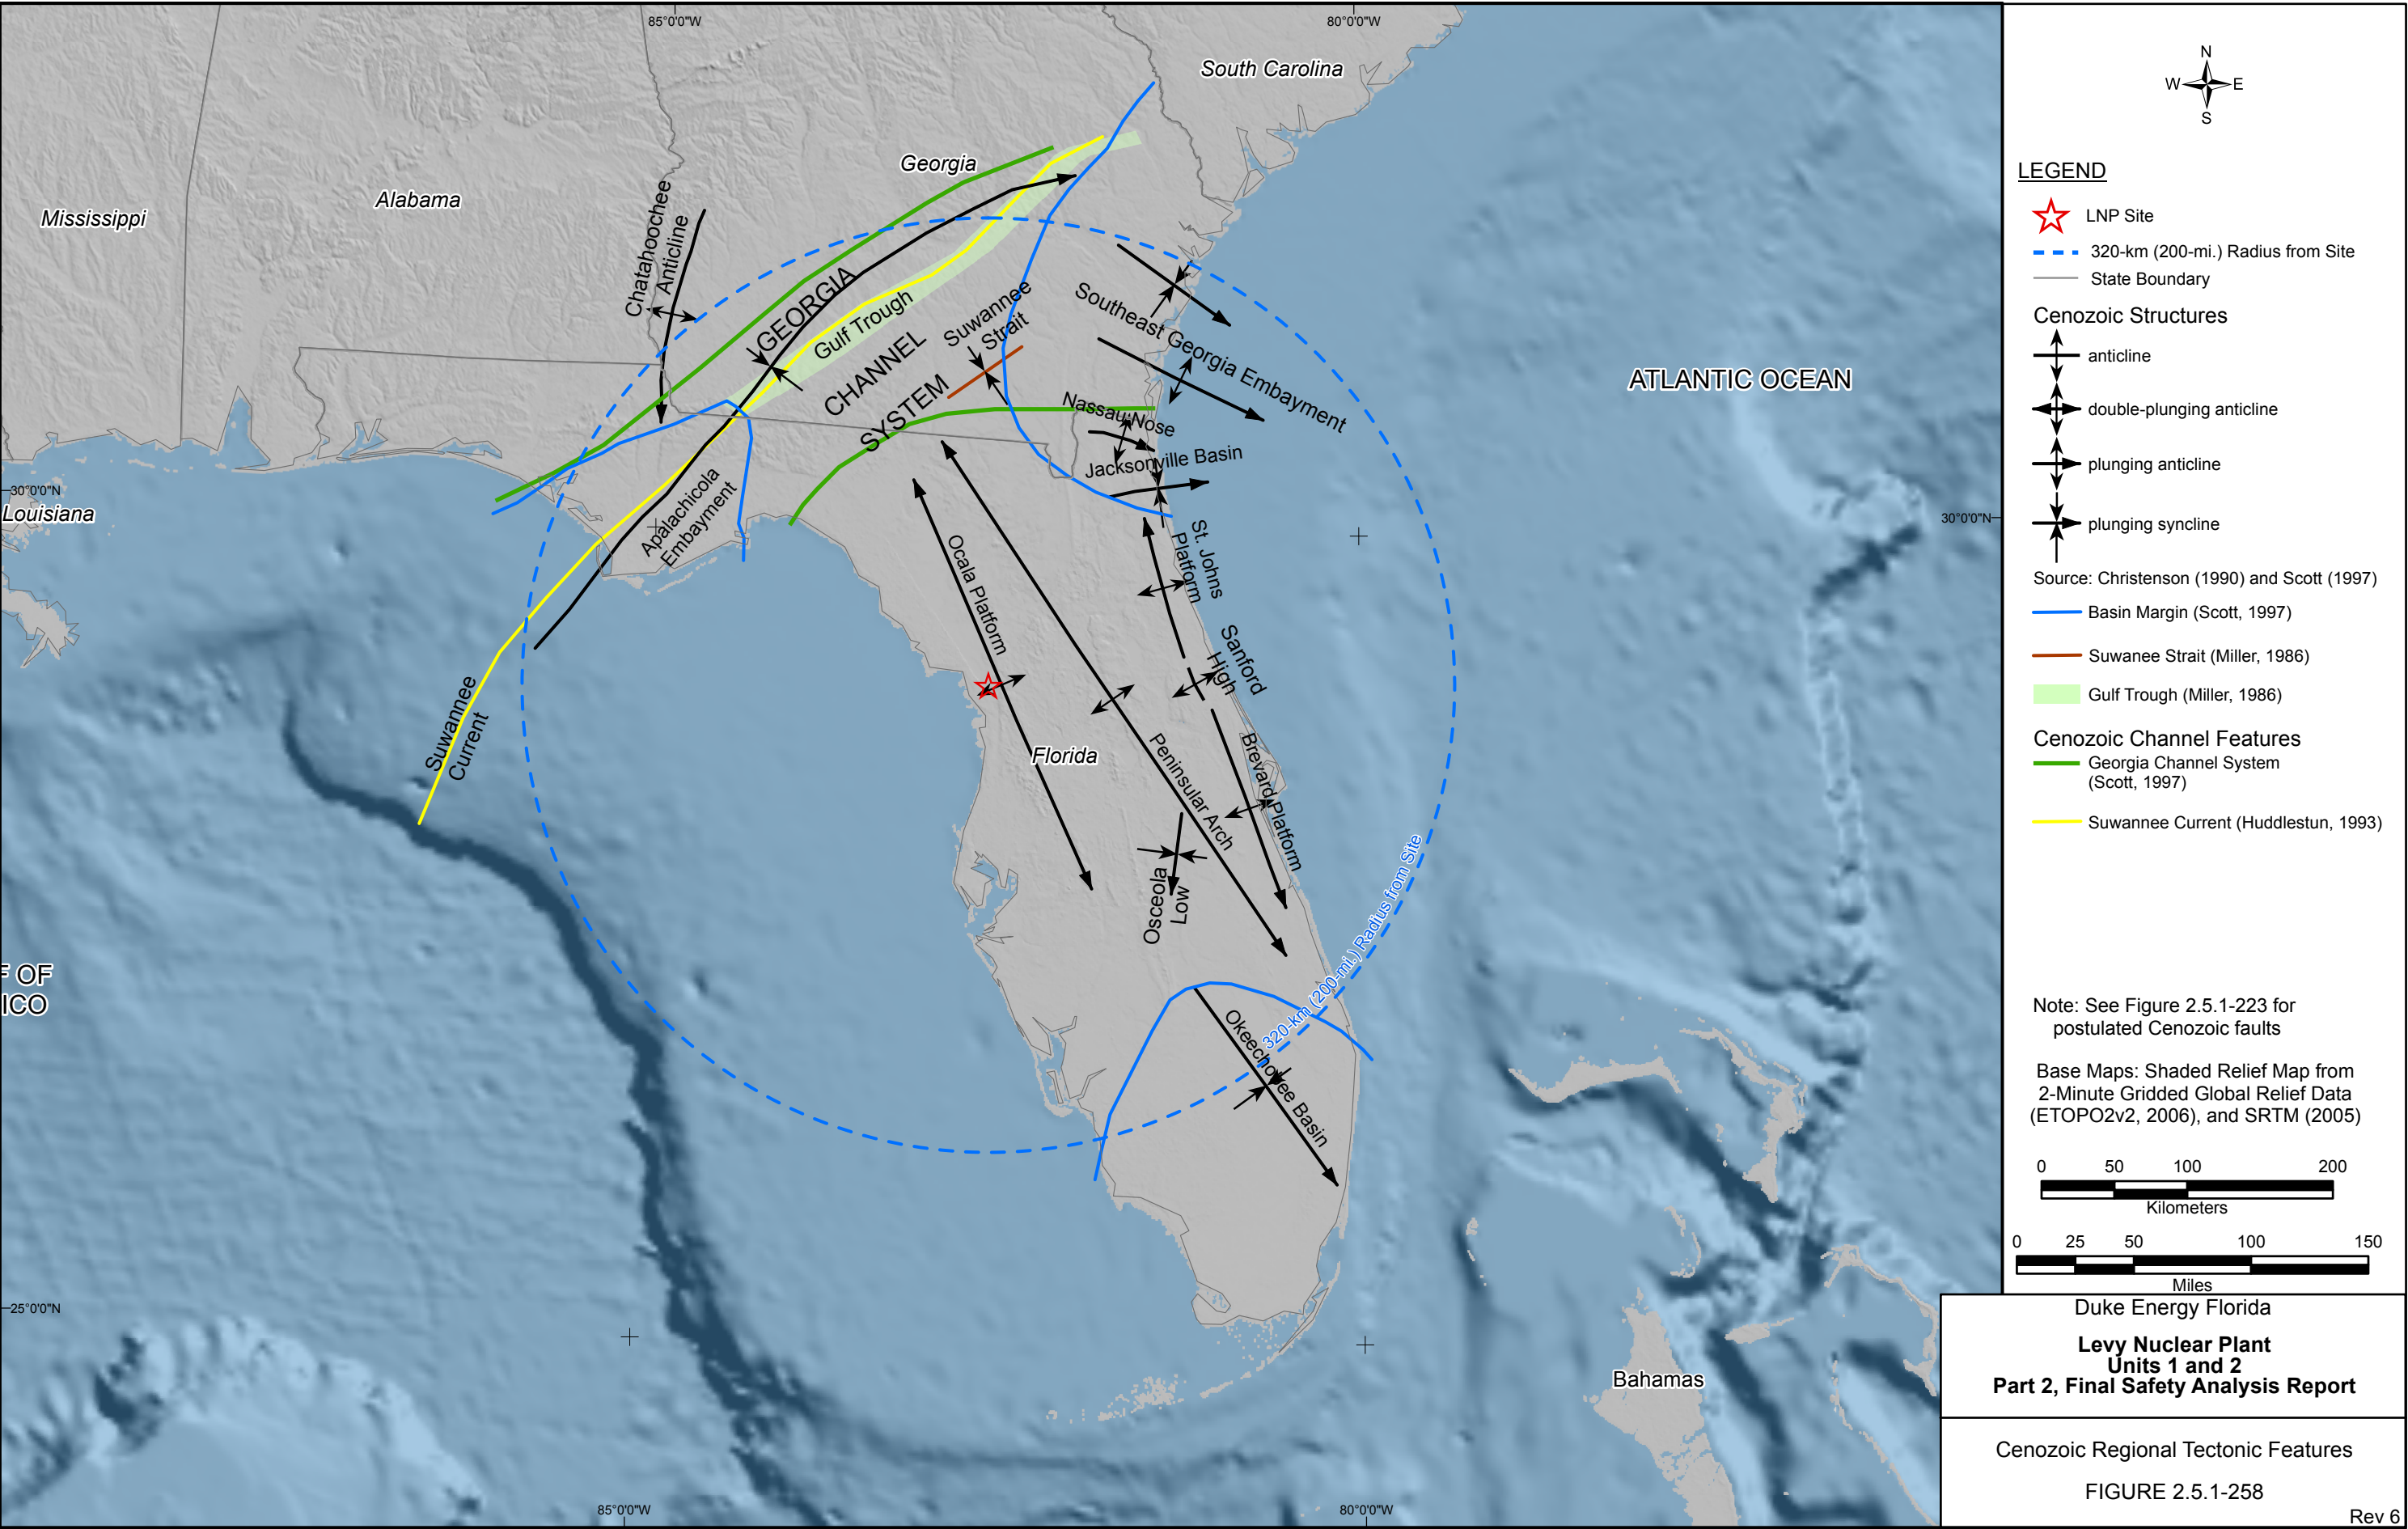 85°0'0"W
80°0'0"W
South Carolina
Georgia
Alabama
Mississippi
Chatahoochee
Anticline
GEORGIA
Gulf Trough
CHANNEL
SYSTEM
Suwannee
Strait
Southeast Georgia Embayment
ATLANTIC OCEAN
Nassau Nose
Jacksonville Basin
30°0'0"N
Louisiana
30°0'0"N
Apalachicola
Embayment
Ocala Platform
St. Johns
Platform
Sanford
High
Suwannee
Current
Florida
Peninsular Arch
Brevard Platform
Osceola
Low
320-km (200-mi.) Radius from Site
F OF
ICO
Okeechobee Basin
25°0'0"N
Bahamas
85°0'0"W
80°0'0"W
N
W
E
S
LEGEND
LNP Site
320-km (200-mi.) Radius from Site
State Boundary
Cenozoic Structures
anticline
double-plunging anticline
plunging anticline
plunging syncline
Source: Christenson (1990) and Scott (1997)
Basin Margin (Scott, 1997)
Suwanee Strait (Miller, 1986)
Gulf Trough (Miller, 1986)
Cenozoic Channel Features
Georgia Channel System
(Scott, 1997)
Suwannee Current (Huddlestun, 1993)
Note: See Figure 2.5.1-223 for
postulated Cenozoic faults
Base Maps: Shaded Relief Map from
2-Minute Gridded Global Relief Data
(ETOPO2v2, 2006), and SRTM (2005)
0 50 100 200
Kilometers
0 25 50 100 150
Miles
Duke Energy Florida
Levy Nuclear Plant
Units 1 and 2
Part 2, Final Safety Analysis Report
Cenozoic Regional Tectonic Features
FIGURE 2.5.1-258
Rev 6